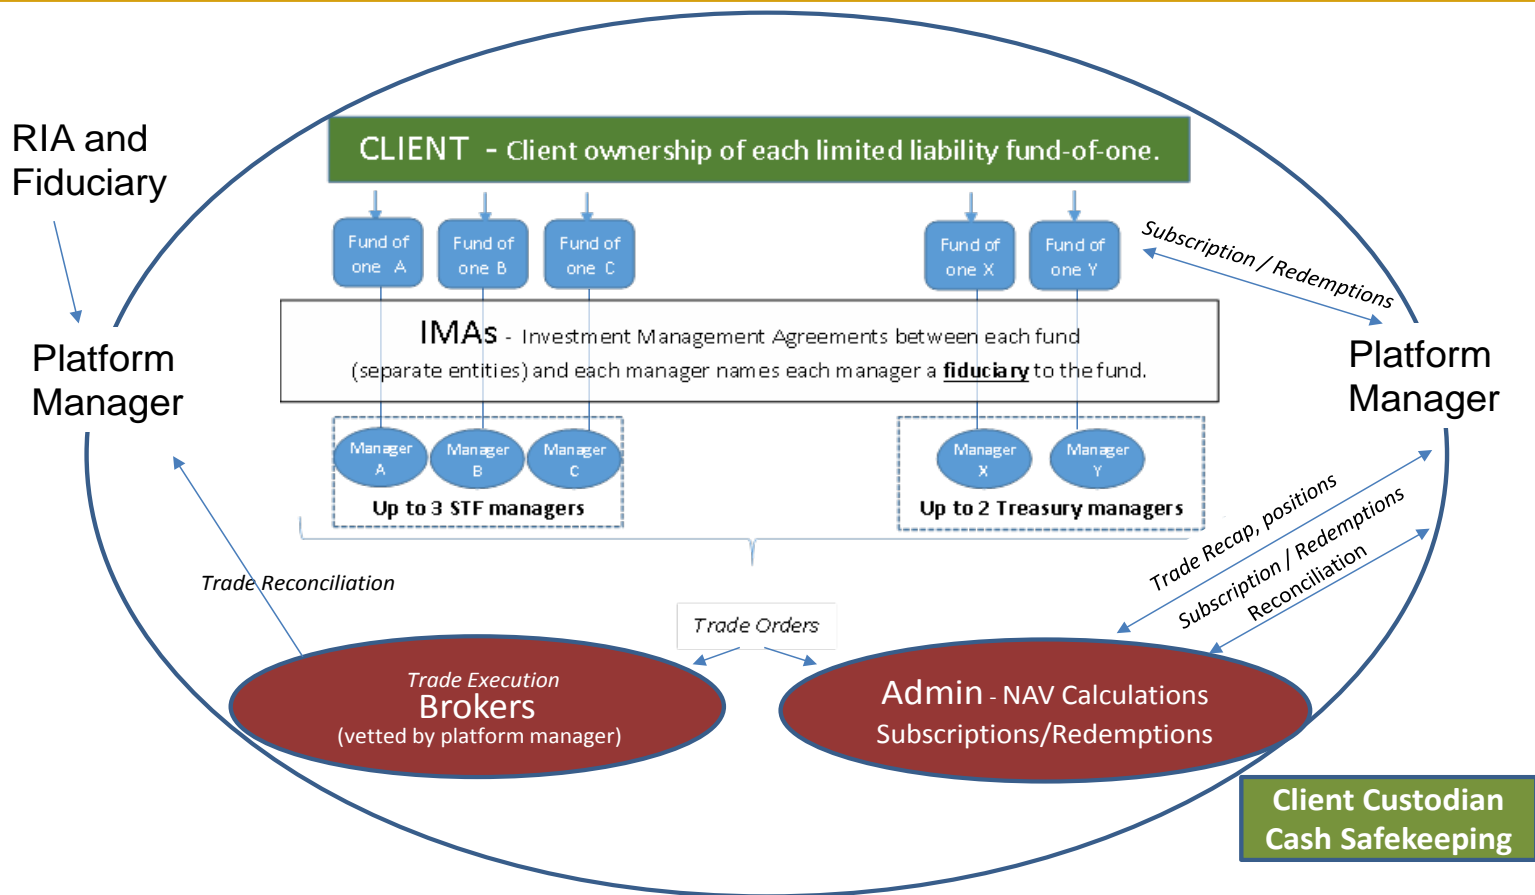 RIA and
Fiduciary
CLIENT - Client ownership of each limited liability fund-of-one.
Fund of
one A
Fund of
one B
Fund of
one C
Fund of
one X
Fund of
one Y
Subscription / Redemptions
IMAs - Investment Management Agreements between each fund
(separate entities) and each manager names each manager a fiduciary to the fund.
Platform
Manager
Platform
Manager
Manager
A
Manager
B
Manager
C
Manager
X
Manager
Y
Up to 3 STF managers
Up to 2 Treasury managers
Trade Recap, positions
Subscription / Redemptions
Reconciliation
Trade Reconciliation
Trade Orders
Trade Execution
Brokers
(vetted by platform manager)
Admin - NAV Calculations
Subscriptions/Redemptions
Client Custodian
Cash Safekeeping